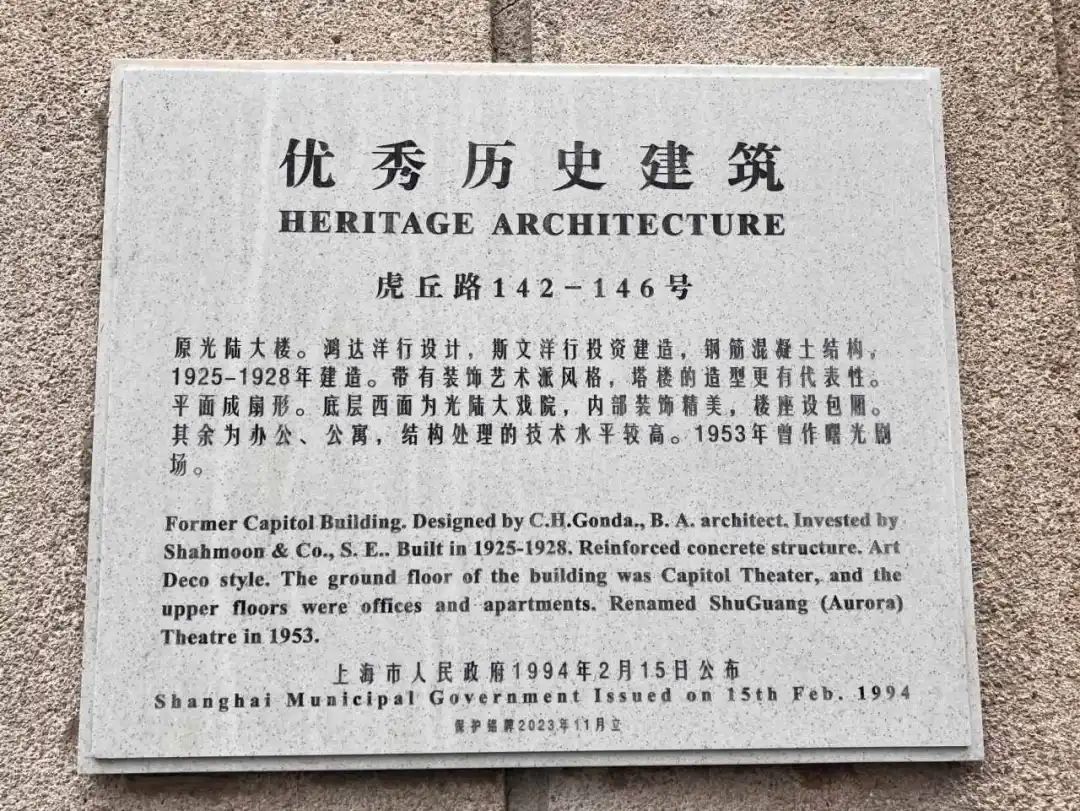 优秀历史建筑
HERITAGE ARCHITECTURE
虎丘路142-146号
原光陆大楼。鸿达洋行设计，斯文洋行投资建造，钢筋混凝土结构，
1925-1928年建造。带有装饰艺术派风格，塔楼的造型更有代表性。
平面成扇形。底层西面为光陆大戏院，内部装饰精美，楼座设包厢。
其余为办公、公寓，结构处理的技术水平较高。1953年曾作曙光剧
场。
Former Capitol Building. Designed by C.H.Gonda., B. A. architect. Invested by
Shahmoon & Co., S. E.. Built in 1925-1928. Reinforced concrete structure. Art
Deco style. The ground floor of the building was Capitol Theater, and the
upper floors were offices and apartments. Renamed ShuGuang (Aurora)
Theatre in 1953.
上海市人民政府1994年2月15日公布
Shanghai Municipal Government Issued on 15th Feb. 1994
保护铭牌2023年11月立